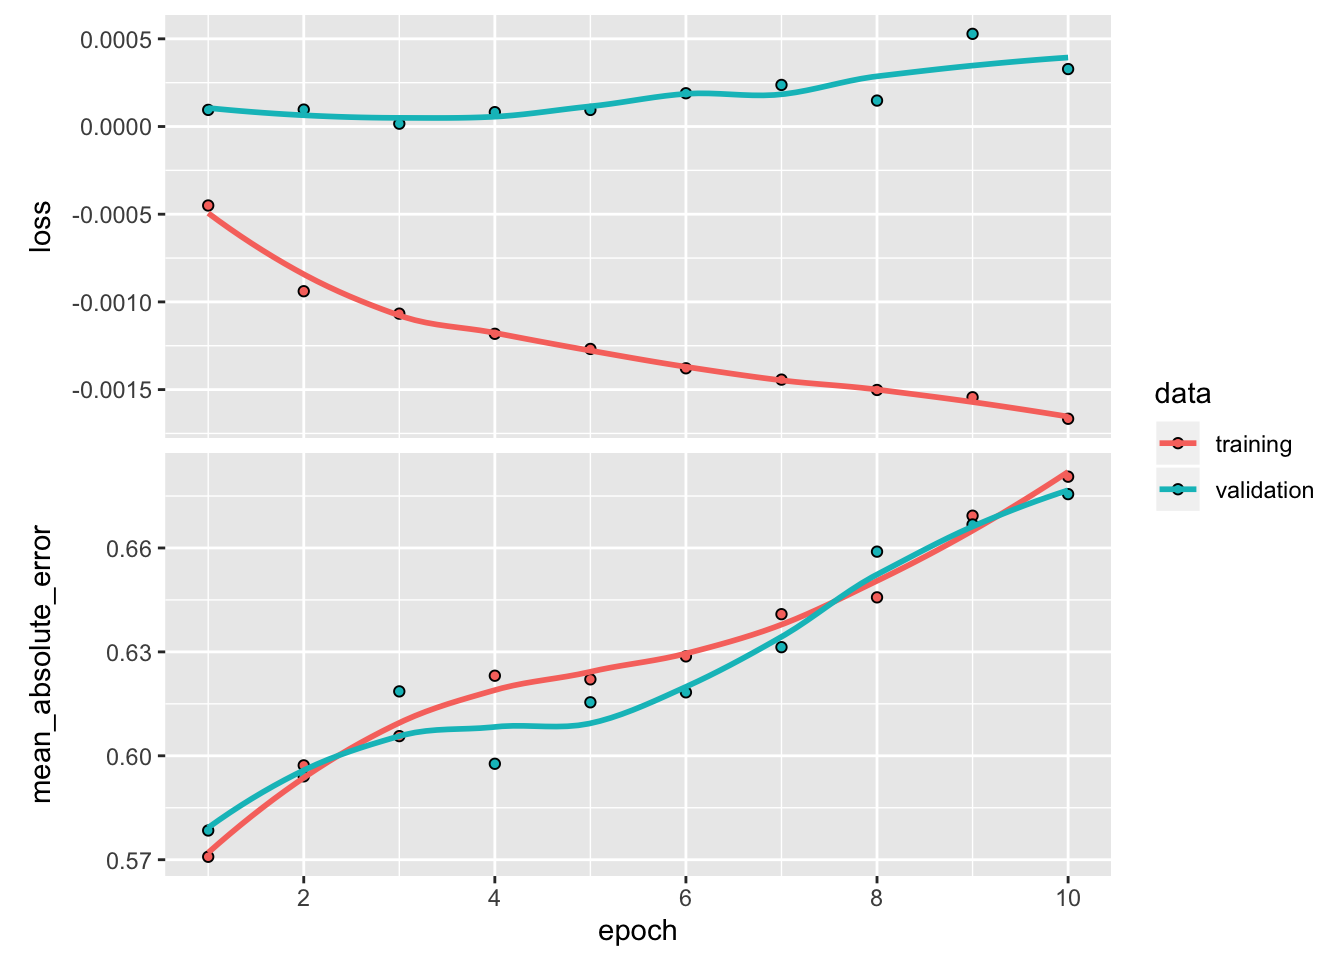 0.0005
0.0000
-0.0005
-0.0010
-0.0015
loss
0.66
0.63
0.60
0.57
mean_absolute_error
2 4 6 8 10
epoch
data
training
validation